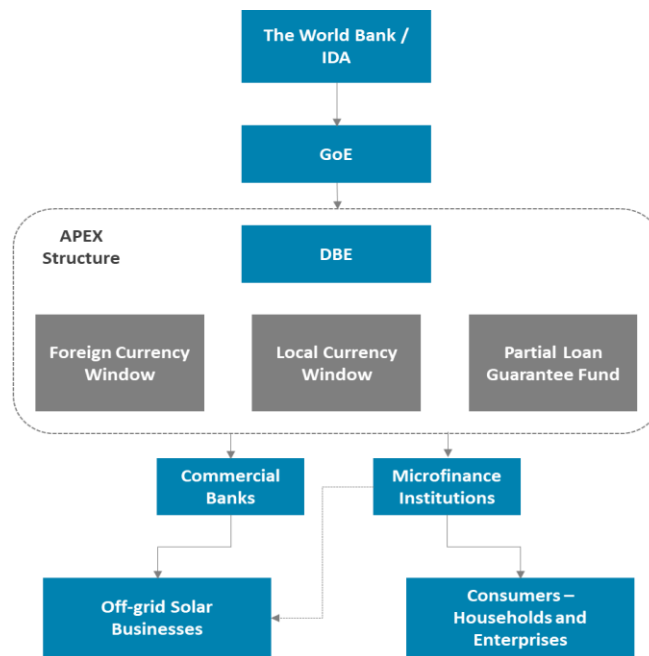 The World Bank /
IDA
GoE
APEX
Structure
DBE
Foreign Currency
Window
Local Currency
Window
Partial Loan
Guarantee Fund
Commercial
Banks
Microfinance
Institutions
Off-grid Solar
Businesses
Consumers –
Households and
Enterprises